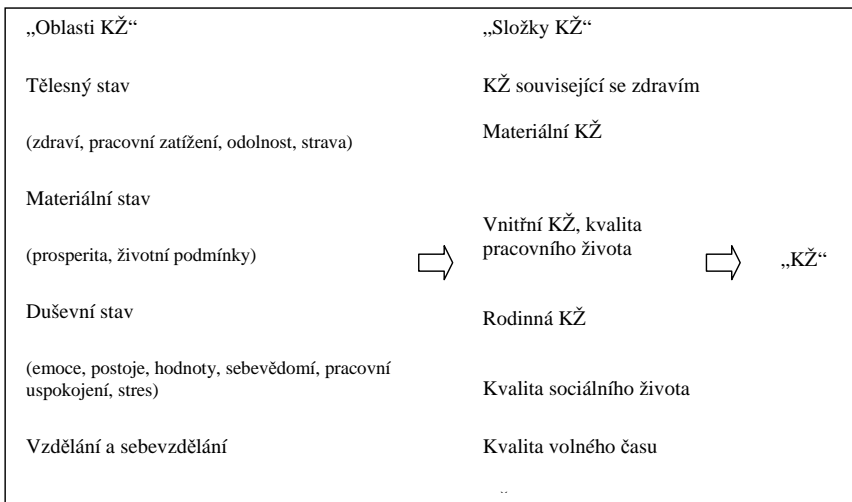 „Oblasti KŽ“
Tělesný stav
(zdraví, pracovní zatížení, odolnost, strava)
Materiální stav
(prosperita, životní podmínky)
Duševní stav
(emoce, postoje, hodnoty, sebevědomí, pracovní
uspokojení, stres)
Vzdělání a sebevzdělání
„Složky KŽ“
KŽ související se zdravím
Materiální KŽ
Vnitřní KŽ, kvalita
pracovního života
Rodinná KŽ
Kvalita sociálního života
Kvalita volného času
„KŽ“